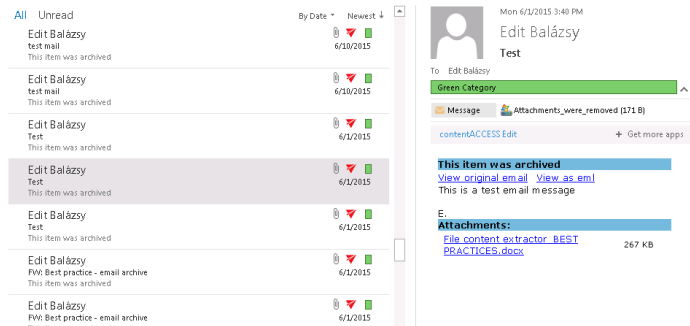 All Unread By Date Newest ↓
Edit Balázsy
test mail 6/10/2015
This item was archived
Edit Balázsy
test mail 6/10/2015
This item was archived
Edit Balázsy
Test 6/1/2015
This item was archived
Edit Balázsy
Test 6/1/2015
This item was archived
Edit Balázsy
Test 6/1/2015
This item was archived
Edit Balázsy
FW: Best practice - email archive 6/1/2015
This item was archived
Edit Balázsy
FW: Best practice - email archive 6/1/2015
Mon 6/1/2015 3:40 PM
Edit Balázsy
Test
To Edit Balázsy
Green Category
Message Attachments_were_removed (171 B)
contentACCESS Edit + Get more apps
This item was archived
View original email View as eml
This is a test email message
E.
Attachments:
File content extractor_BEST
PRACTICES.docx 267 KB